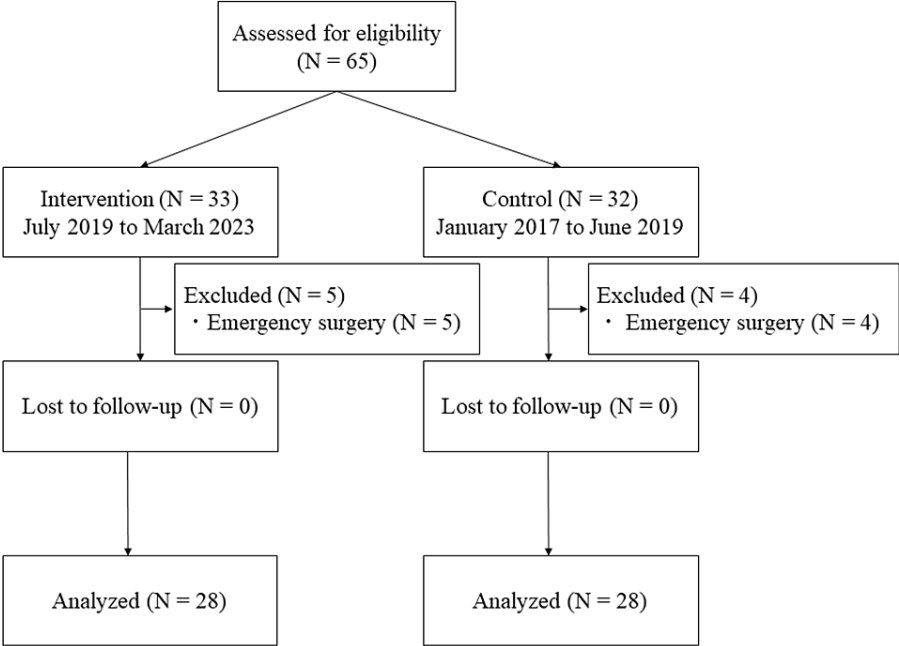 Assessed for eligibility
(N = 65)
Intervention (N = 33)
July 2019 to March 2023
Control (N = 32)
January 2017 to June 2019
Excluded (N = 5)
・Emergency surgery (N = 5)
Excluded (N = 4)
・ Emergency surgery (N = 4)
Lost to follow-up (N = 0)
Lost to follow-up (N = 0)
Analyzed (N = 28)
Analyzed (N = 28)